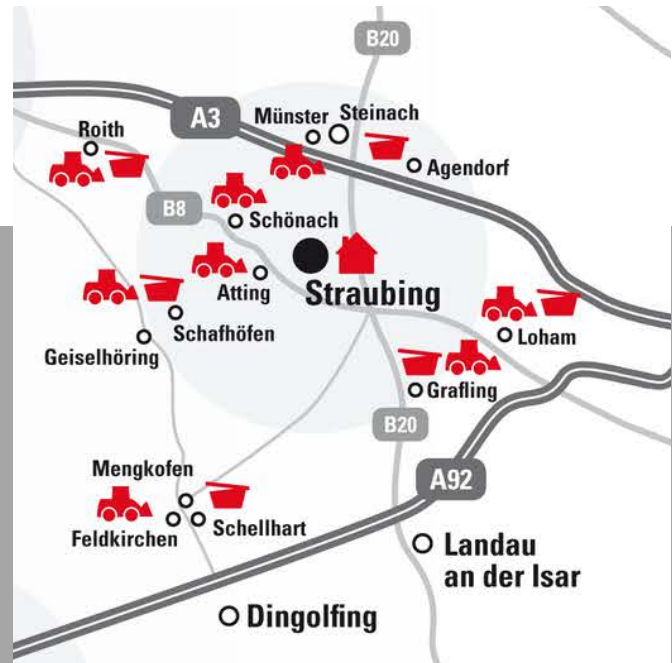 B20
A3
Münster
Steinach
Roith
Agendorf
B8
Schönach
Atting
Straubing
Schafhöfen
Loham
Geiselhöring
Grafling
B20
Mengkofen
A92
Feldkirchen
Schellhart
Landau
an der Isar
Dingolfing